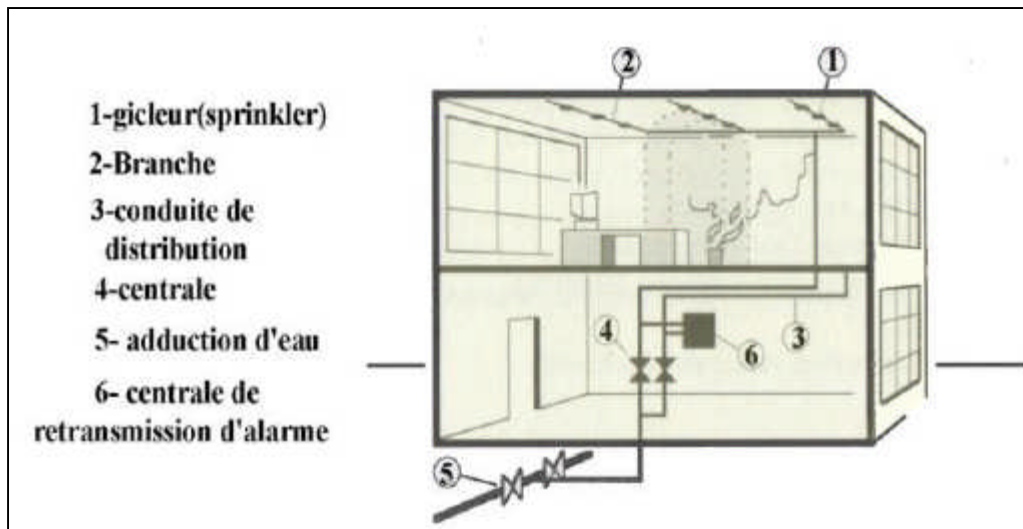 1-gicleur(sprinkler)
2-Branche
3-conduite de
distribution
4-centrale
5- adduction d'eau
6- centrale de
retransmission d'alarme
2
1
4
6
3
5